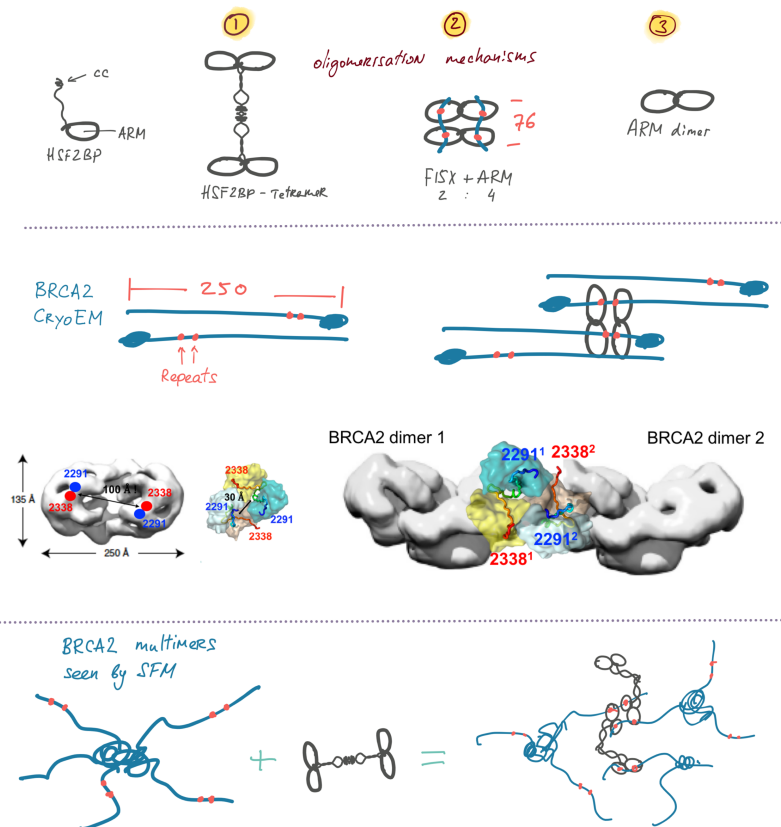 1
2
3
oligomerisation mechanisms
cc
ARM
HSF2BP
HSF2BP - Tetramer
76
F15X + ARM
2 : 4
ARM dimer
BRCA2
CryoEM
250
Repeats
BRCA2 dimer 1
BRCA2 dimer 2
2291
2338
100 Å !
2338
2291
135 Å
250 Å
2338
30 Å
2291
2291
2338
2291¹
2338²
2338¹
2291²
BRCA2 multimers
seen by SFM
+
=